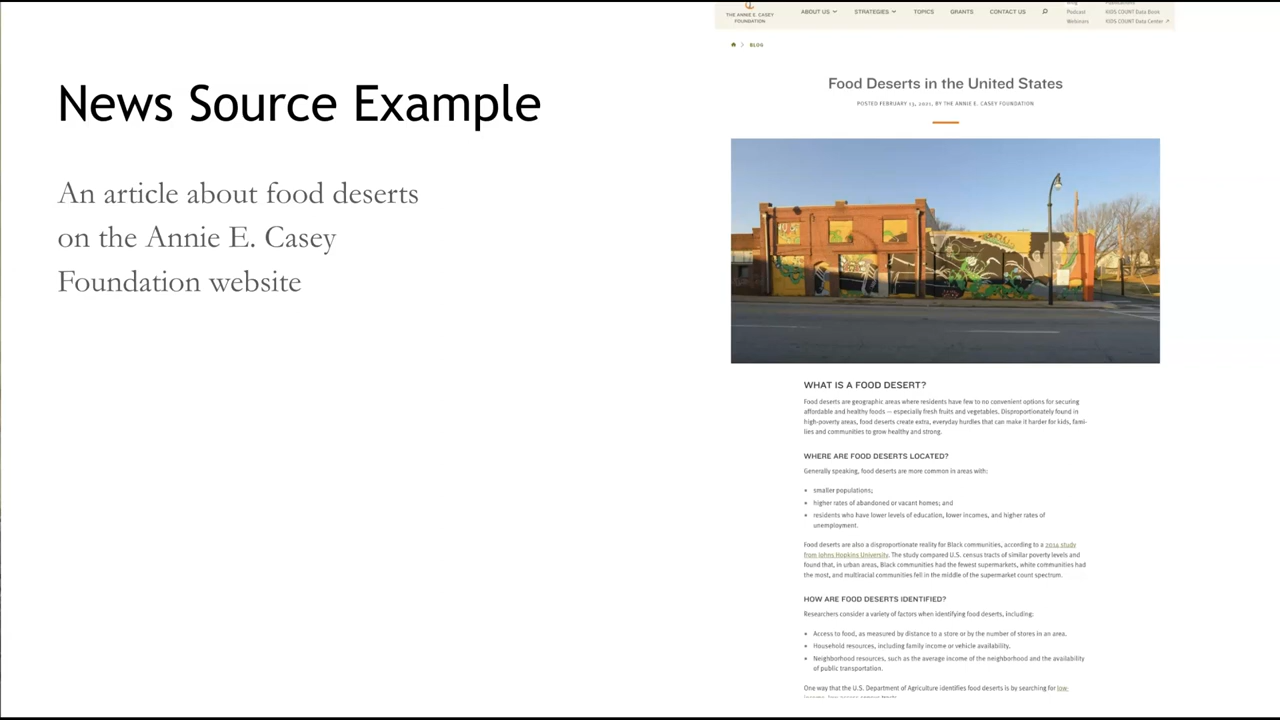 News Source Example
An article about food deserts
on the Annie E. Casey
Foundation website
THE ANNIE E. CASEY
FOUNDATION
ABOUT US
STRATEGIES
TOPICS
GRANTS
CONTACT US
Podcast
Webinars
KIDS COUNT Data Book
KIDS COUNT Data Center
BLOG
Food Deserts in the United States
POSTED FEBRUARY 13, 2021, BY THE ANNIE E. CASEY FOUNDATION
WHAT IS A FOOD DESERT?
Food deserts are geographic areas where residents have few to no convenient options for securing
affordable and healthy foods — especially fresh fruits and vegetables. Disproportionately found in
high-poverty areas, food deserts create extra, everyday hurdles that can make it harder for kids, fami-
lies and communities to grow healthy and strong.
WHERE ARE FOOD DESERTS LOCATED?
Generally speaking, food deserts are more common in areas with:
• smaller populations;
• higher rates of abandoned or vacant homes; and
• residents who have lower levels of education, lower incomes, and higher rates of
unemployment.
Food deserts are also a disproportionate reality for Black communities, according to a 2014 study
from Johns Hopkins University. The study compared U.S. census tracts of similar poverty levels and
found that, in urban areas, Black communities had the fewest supermarkets, white communities had
the most, and multiracial communities fell in the middle of the supermarket count spectrum.
HOW ARE FOOD DESERTS IDENTIFIED?
Researchers consider a variety of factors when identifying food deserts, including:
• Access to food, as measured by distance to a store or by the number of stores in an area.
• Household resources, including family income or vehicle availability.
• Neighborhood resources, such as the average income of the neighborhood and the availability
of public transportation.
One way that the U.S. Department of Agriculture identifies food deserts is by searching for low-